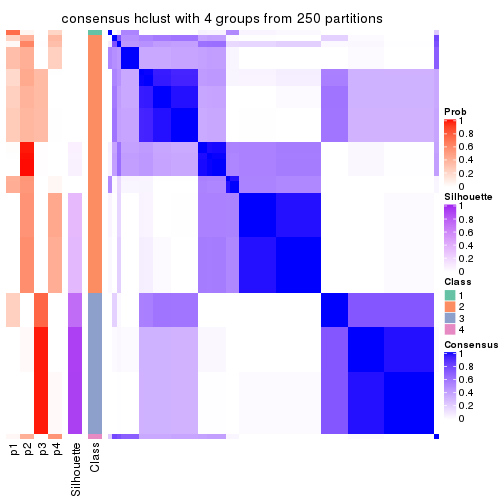 consensus hclust with 4 groups from 250 partitions
Prob
1
0.8
0.6
0.4
0.2
0
Silhouette
1
0.8
0.6
0.4
0.2
0
Class
1
2
3
4
Consensus
1
0.8
0.6
0.4
0.2
0
p1
p2
p3
p4
Silhouette
Class